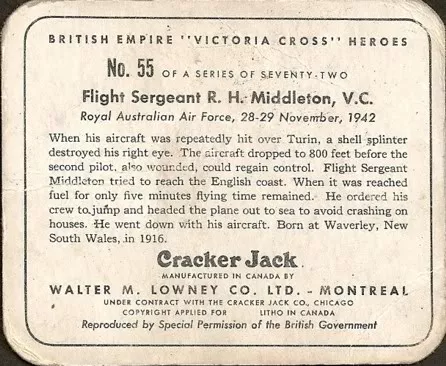 BRITISH EMPIRE "VICTORIA CROSS" HEROES
No. 55 OF A SERIES OF SEVENTY-TWO
Flight Sergeant R. H. Middleton, V.C.
Royal Australian Air Force, 28-29 November, 1942
When his aircraft was repeatedly hit over Turin, a shell splinter
destroyed his right eye. The aircraft dropped to 800 feet before the
second pilot, also wounded, could regain control. Flight Sergeant
Middleton tried to reach the English coast. When it was reached
fuel for only five minutes flying time remained. He ordered his
crew to jump and headed the plane out to sea to avoid crashing on
houses. He went down with his aircraft. Born at Waverley, New
South Wales, in 1916.
Cracker Jack
MANUFACTURED IN CANADA BY
WALTER M. LOWNEY CO. LTD. - MONTREAL
UNDER CONTRACT WITH THE CRACKER JACK CO., CHICAGO
COPYRIGHT APPLIED FOR LITHO IN CANADA
Reproduced by Special Permission of the British Government